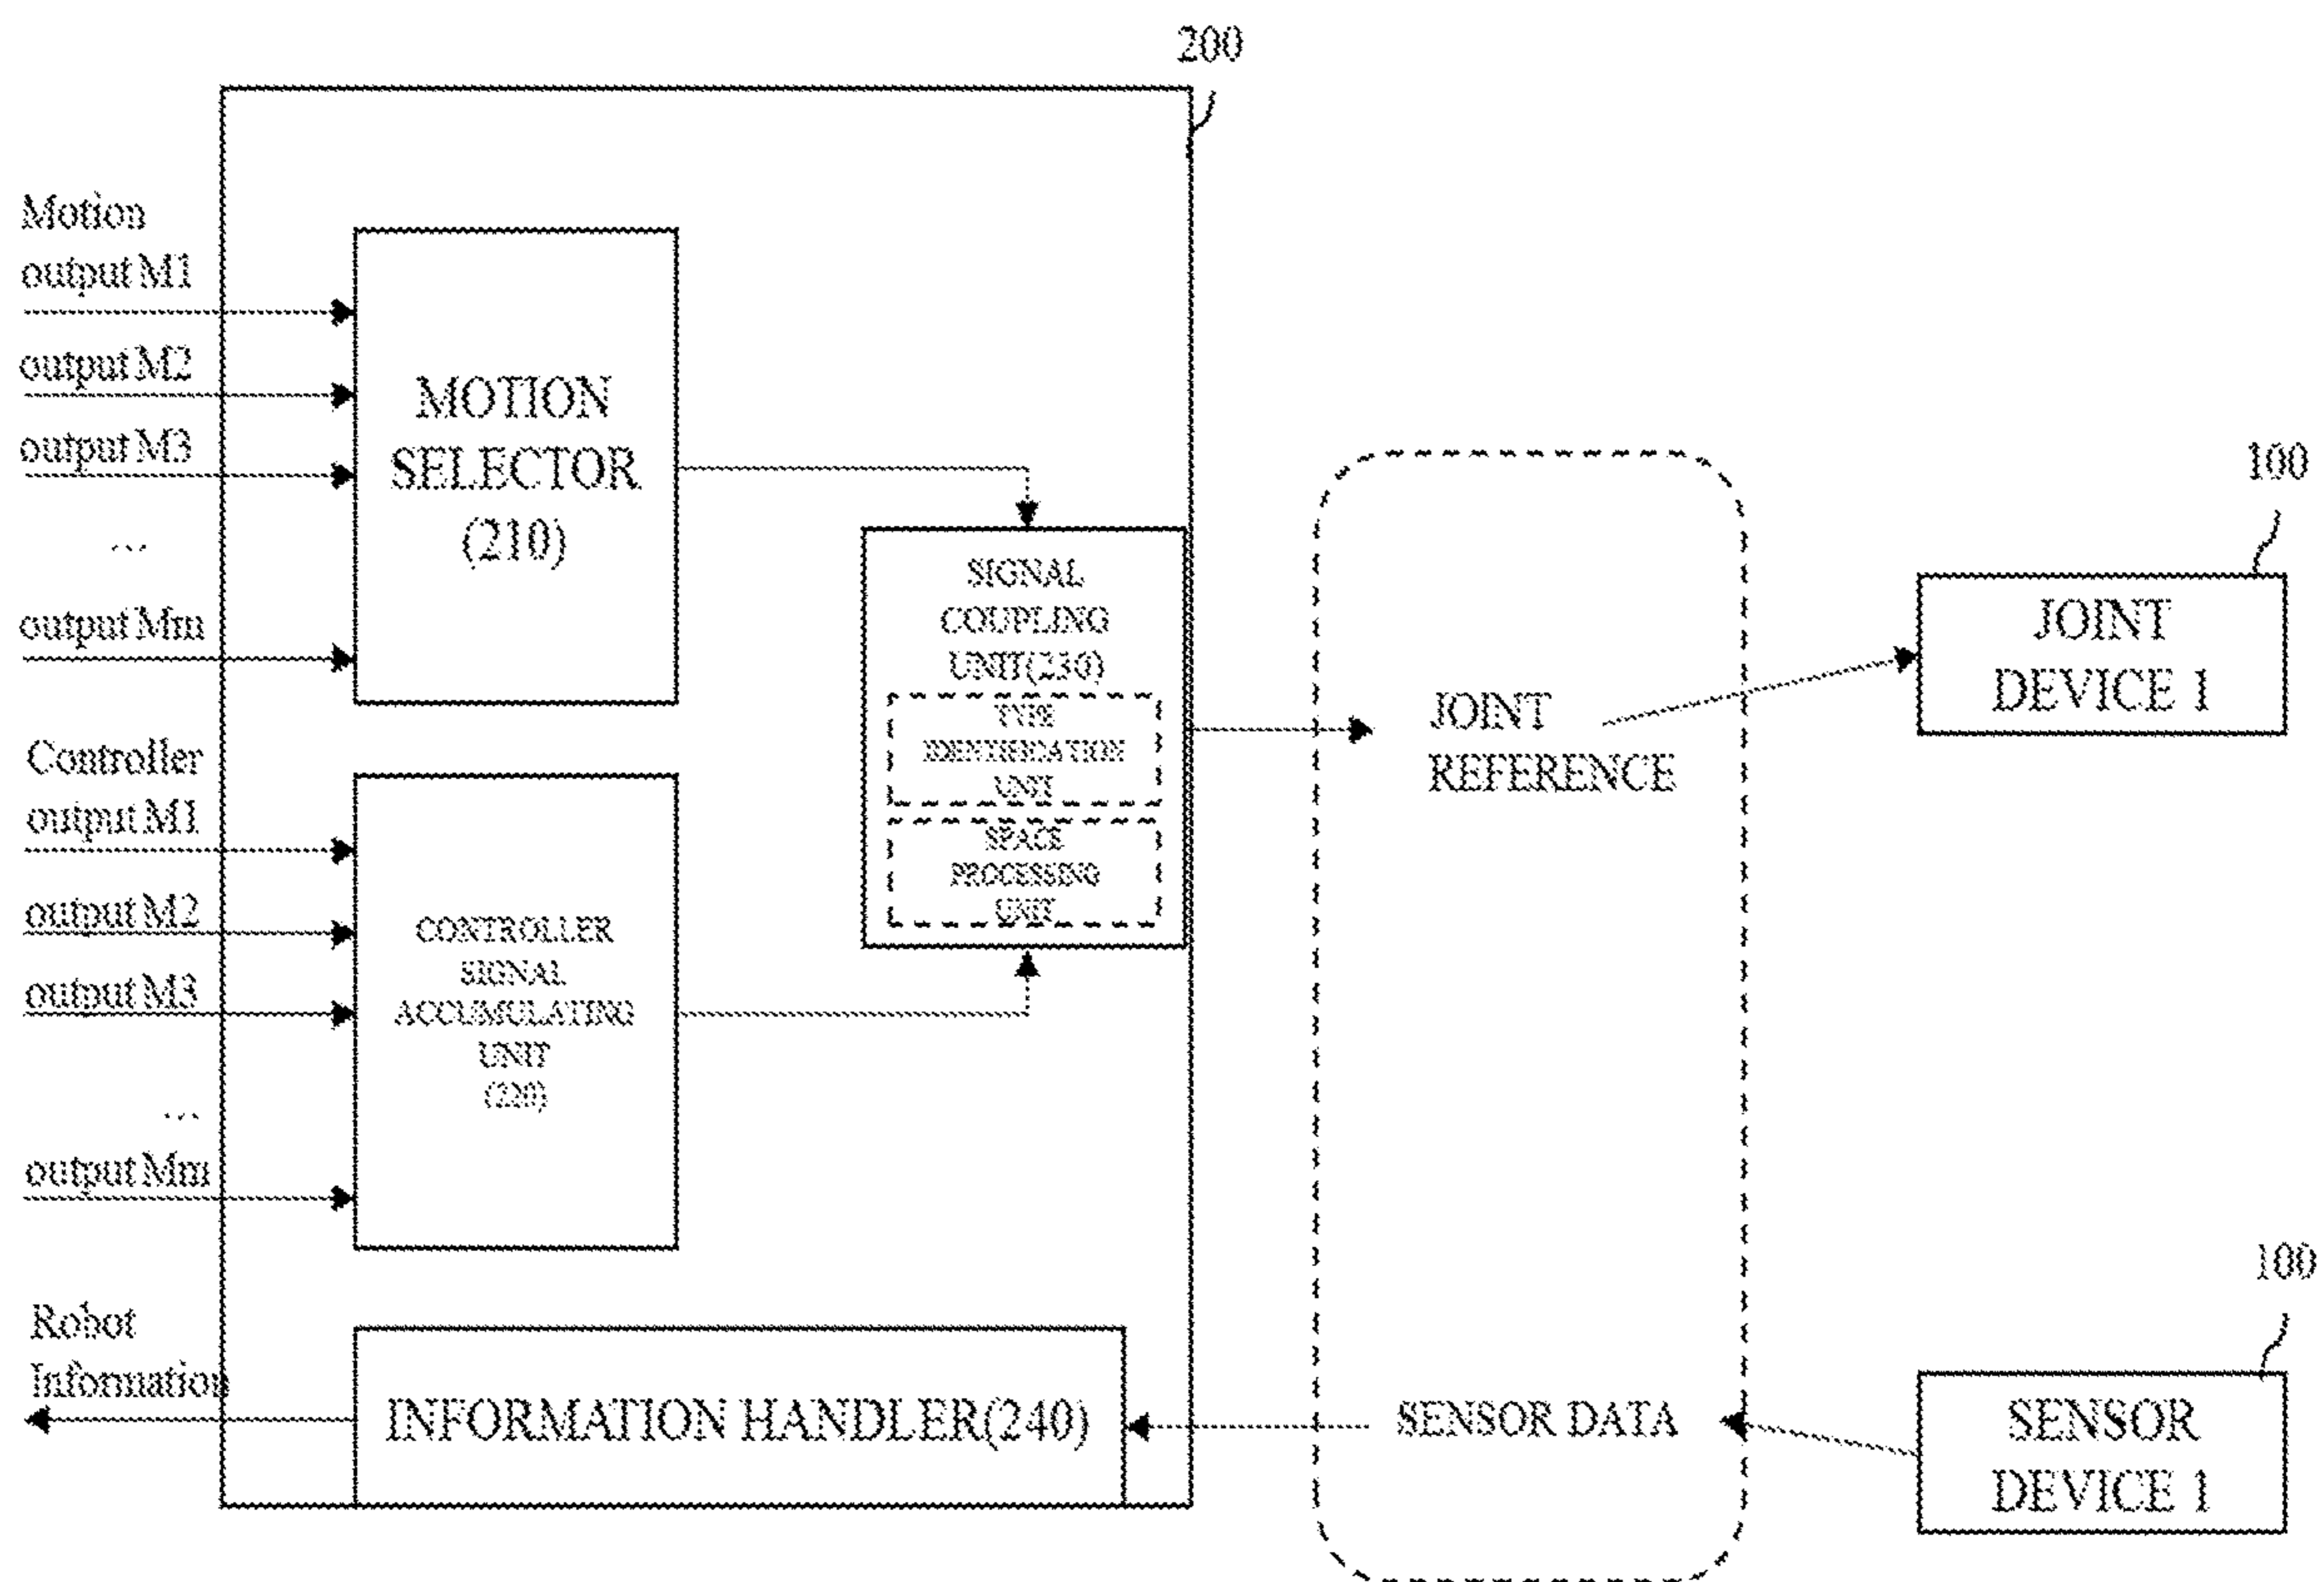 200
Motion
output M1
output M2
output M3
...
output Mm
MOTION
SELECTOR
(210)
Controller
output M1
output M2
output M3
...
output Mm
CONTROLLER
SIGNAL
ACCUMULATING
UNIT
(220)
SIGNAL
COUPLING
UNIT(230)
TYPE
IDENTIFICATION
UNIT
SPACE
PROCESSING
UNIT
JOINT
REFERENCE
100
JOINT
DEVICE 1
Robot
Information
INFORMATION HANDLER(240)
SENSOR DATA
100
SENSOR
DEVICE 1